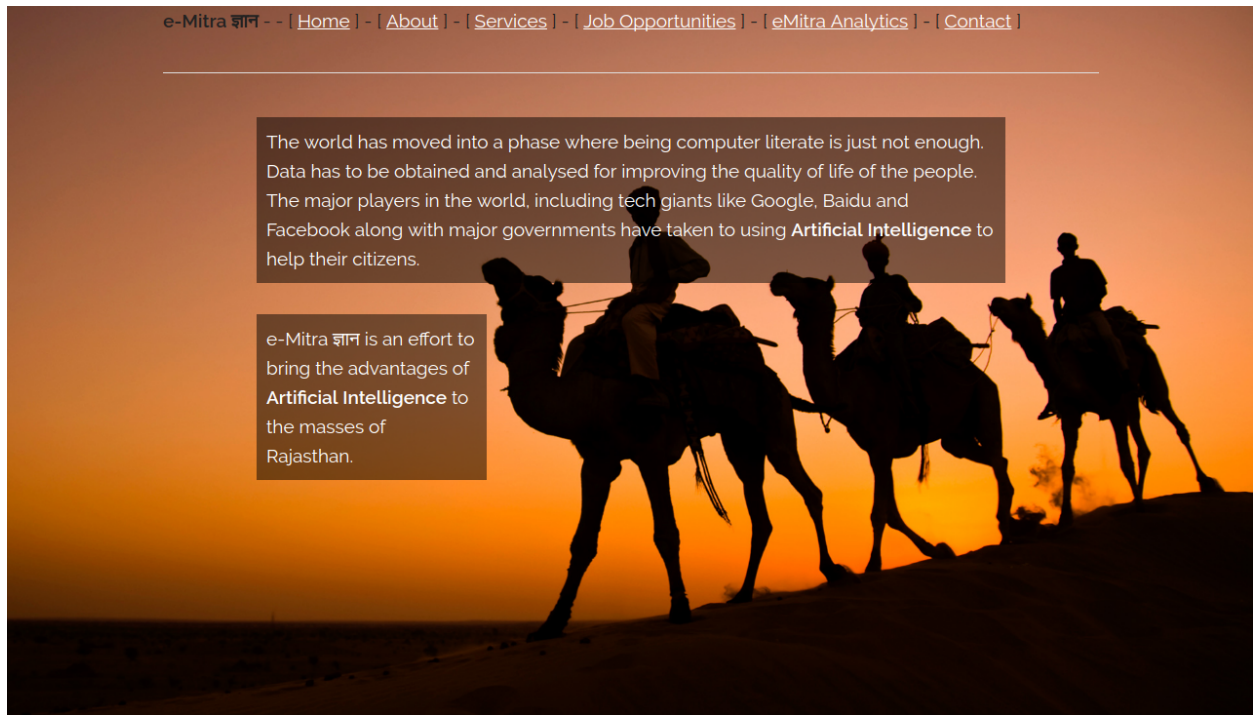 e-Mitra ज्ञान - - [ Home ] - [ About ] - [ Services ] - [ Job Opportunities ] - [ eMitra Analytics ] - [ Contact ]
The world has moved into a phase where being computer literate is just not enough.
Data has to be obtained and analysed for improving the quality of life of the people.
The major players in the world, including tech giants like Google, Baidu and
Facebook along with major governments have taken to using Artificial Intelligence to
help their citizens.
e-Mitra ज्ञान is an effort to
bring the advantages of
Artificial Intelligence to
the masses of
Rajasthan.